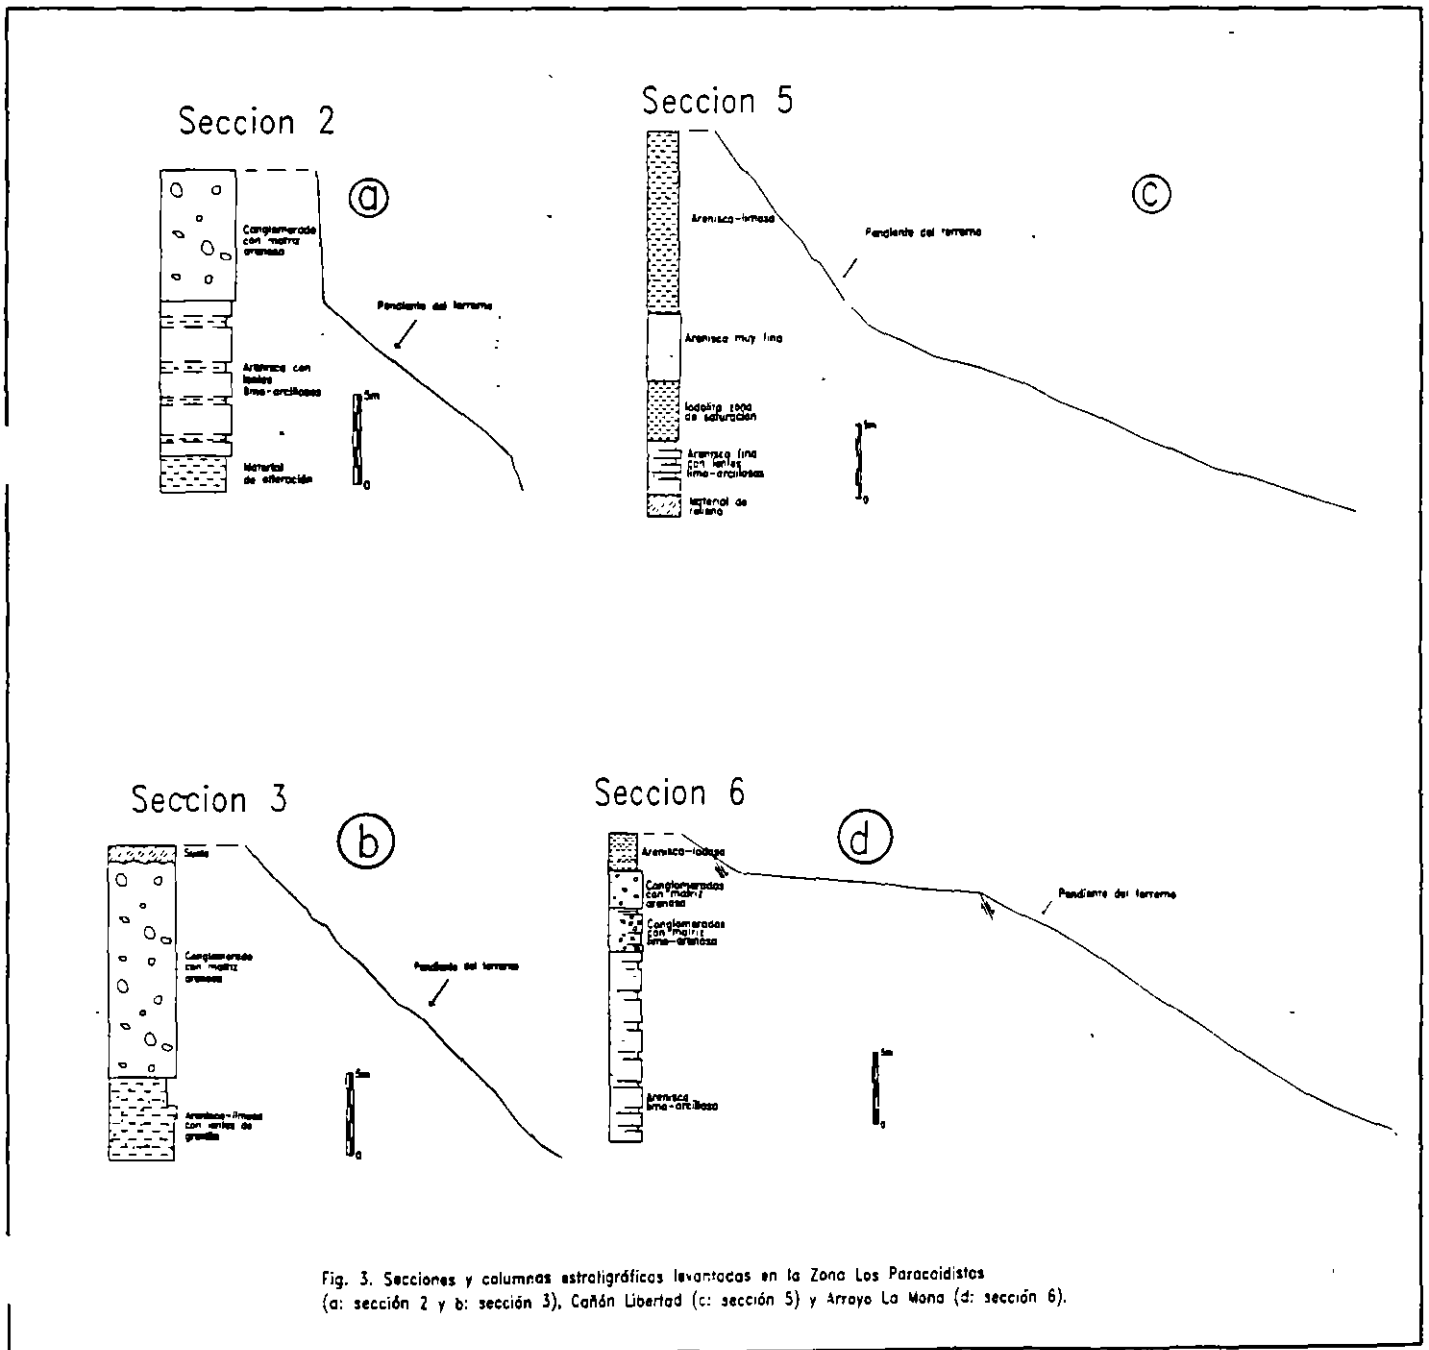 Seccion 2
a
Conglomerado
con matriz
arenosa
Pendiente del terreno
Arenisca con
lentes
limo-arcillosos
5m
0
Material
de alteración
Seccion 5
c
Arenisca-limosa
Pendiente del terreno
Arenisca muy fina
lodolita zona
de saturación
5m
0
Arenisca fina
con lentes
limo-arcillosas
Material de
relleno
Seccion 3
b
Suelo
Conglomerado
con matriz
arenosa
Pendiente del terreno
5m
0
Arenisca-limosa
con lentes de
gravilla
Seccion 6
d
Arenisca-lodosa
Conglomerados
con matriz
arenosa
Conglomerados
con matriz
limo-arenosa
Pendiente del terreno
5m
0
Arenisca
limo-arcillosa
Fig. 3. Secciones y columnas estratigráficas levantadas en la Zona Los Paracaidistas
(a: sección 2 y b: sección 3), Cañón Libertad (c: sección 5) y Arroyo La Mona (d: sección 6).